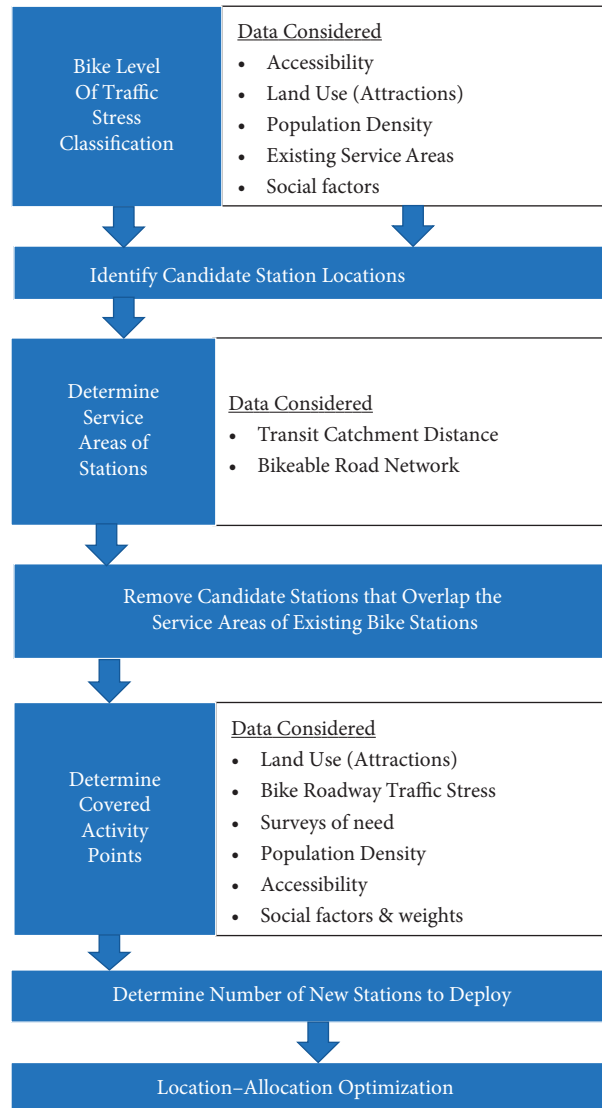 Bike Level
Of Traffic
Stress
Classification
Data Considered
• Accessibility
• Land Use (Attractions)
• Population Density
• Existing Service Areas
• Social factors
Identify Candidate Station Locations
Determine
Service
Areas of
Stations
Data Considered
• Transit Catchment Distance
• Bikeable Road Network
Remove Candidate Stations that Overlap the
Service Areas of Existing Bike Stations
Determine
Covered
Activity
Points
Data Considered
• Land Use (Attractions)
• Bike Roadway Traffic Stress
• Surveys of need
• Population Density
• Accessibility
• Social factors & weights
Determine Number of New Stations to Deploy
Location–Allocation Optimization